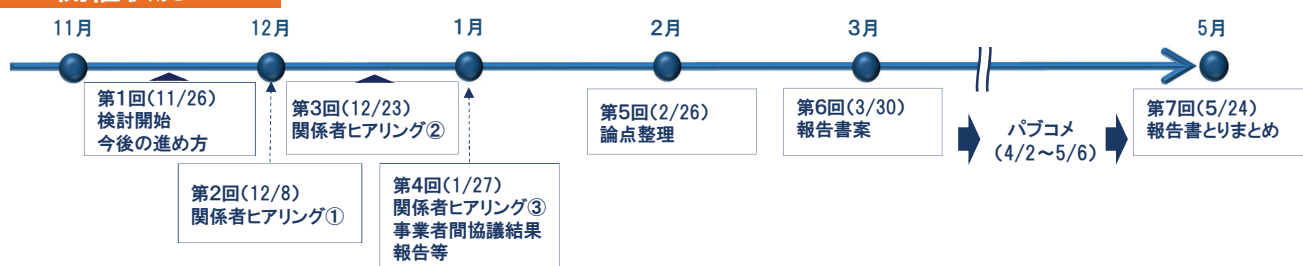 11月
12月
1月
2月
3月
5月
第1回(11/26)
検討開始
今後の進め方
第2回(12/8)
関係者ヒアリング①
第3回(12/23)
関係者ヒアリング②
第4回(1/27)
関係者ヒアリング③
事業者間協議結果
報告等
第5回(2/26)
論点整理
第6回(3/30)
報告書案
パブコメ
(4/2～5/6)
第7回(5/24)
報告書とりまとめ